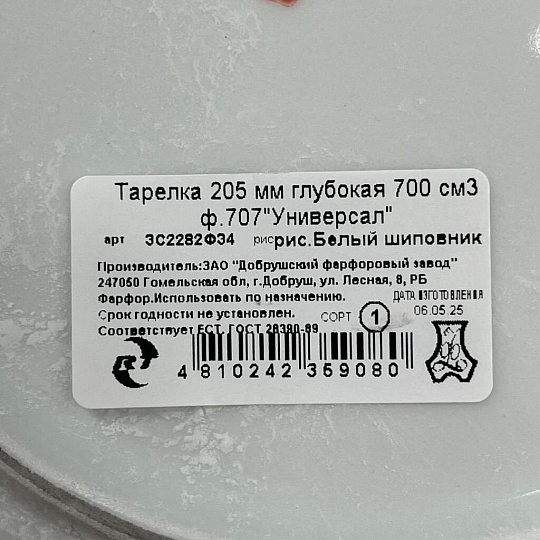 Тарелка 205 мм глубокая 700 см3
ф.707"Универсал"
арт 3С2282Ф34 рис рис.Белый шиповник
Производитель:ЗАО "Добрушский фарфоровый завод"
247050 Гомельская обл, г.Добруш, ул. Лесная, 8, РБ
Фарфор.Использовать по назначению.
ДАТА ИЗГОТОВЛЕНИЯ
Срок годности не установлен.
СОРТ 1
06.05.25
Соответствует ЕСТ. ГОСТ 28390-89
4 810242 359080